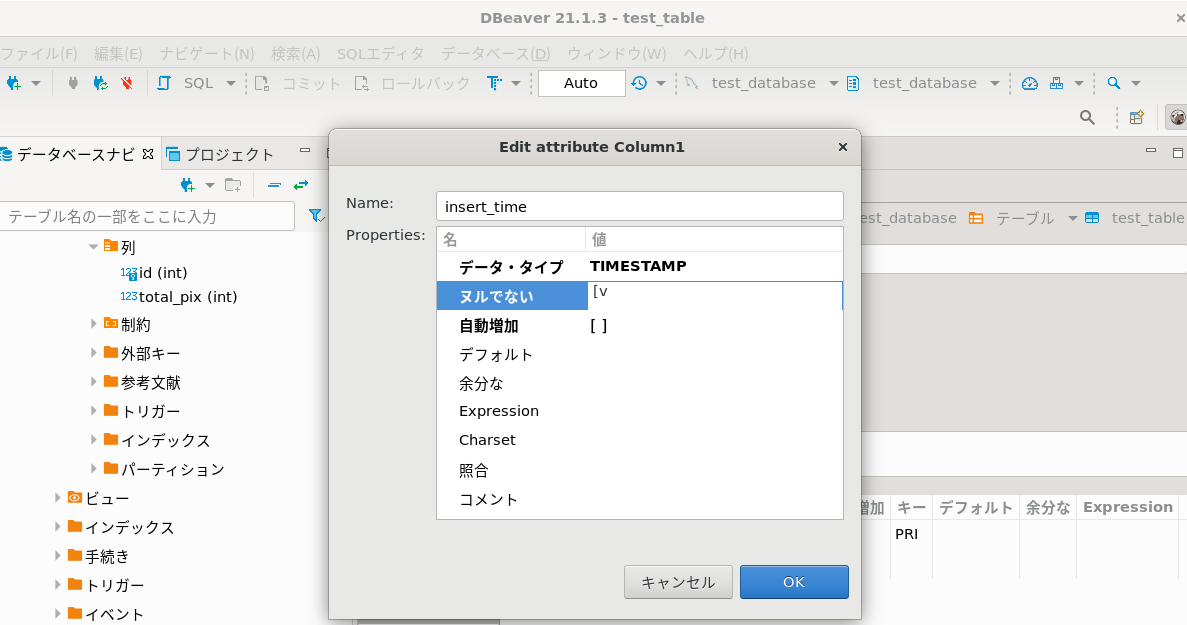 DBeaver 21.1.3 - test_table
ファイル(F) 編集(E) ナビゲート(N) 検索(A) SQLエディタ データベース(D) ウィンドウ(W) ヘルプ(H)
SQL コミット ロールバック Auto test_database test_database
データベースナビ プロジェクト
テーブル名の一部をここに入力
列
id (int)
total_pix (int)
制約
外部キー
参考文献
トリガー
インデックス
パーティション
ビュー
インデックス
手続き
トリガー
イベント
Edit attribute Column1
Name: insert_time
Properties:
名 値
データ・タイプ TIMESTAMP
ヌルでない [v
自動増加 [ ]
デフォルト
余分な
Expression
Charset
照合
コメント
キャンセル OK
est_database テーブル test_table
増加 キー デフォルト 余分な Expression
PRI